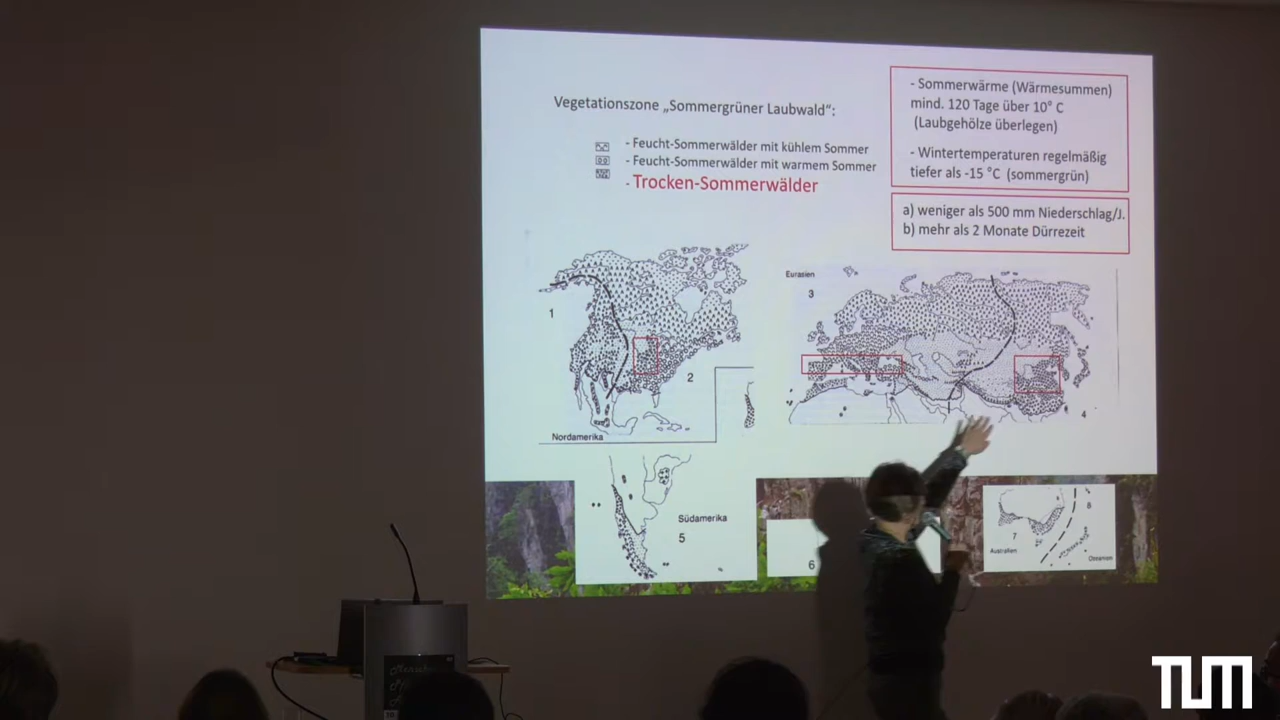 Vegetationszone „Sommergrüner Laubwald“:
- Feucht-Sommerwälder mit kühlem Sommer
- Feucht-Sommerwälder mit warmem Sommer
- Trocken-Sommerwälder
- Sommerwärme (Wärmesummen)
mind. 120 Tage über 10° C
(Laubgehölze überlegen)
- Wintertemperaturen regelmäßig
tiefer als -15 °C (sommergrün)
a) weniger als 500 mm Niederschlag/J.
b) mehr als 2 Monate Dürrezeit
1
2
Nordamerika
Eurasien
3
4
Südamerika
5
6
7
8
Australien
Ozeanien
TUM